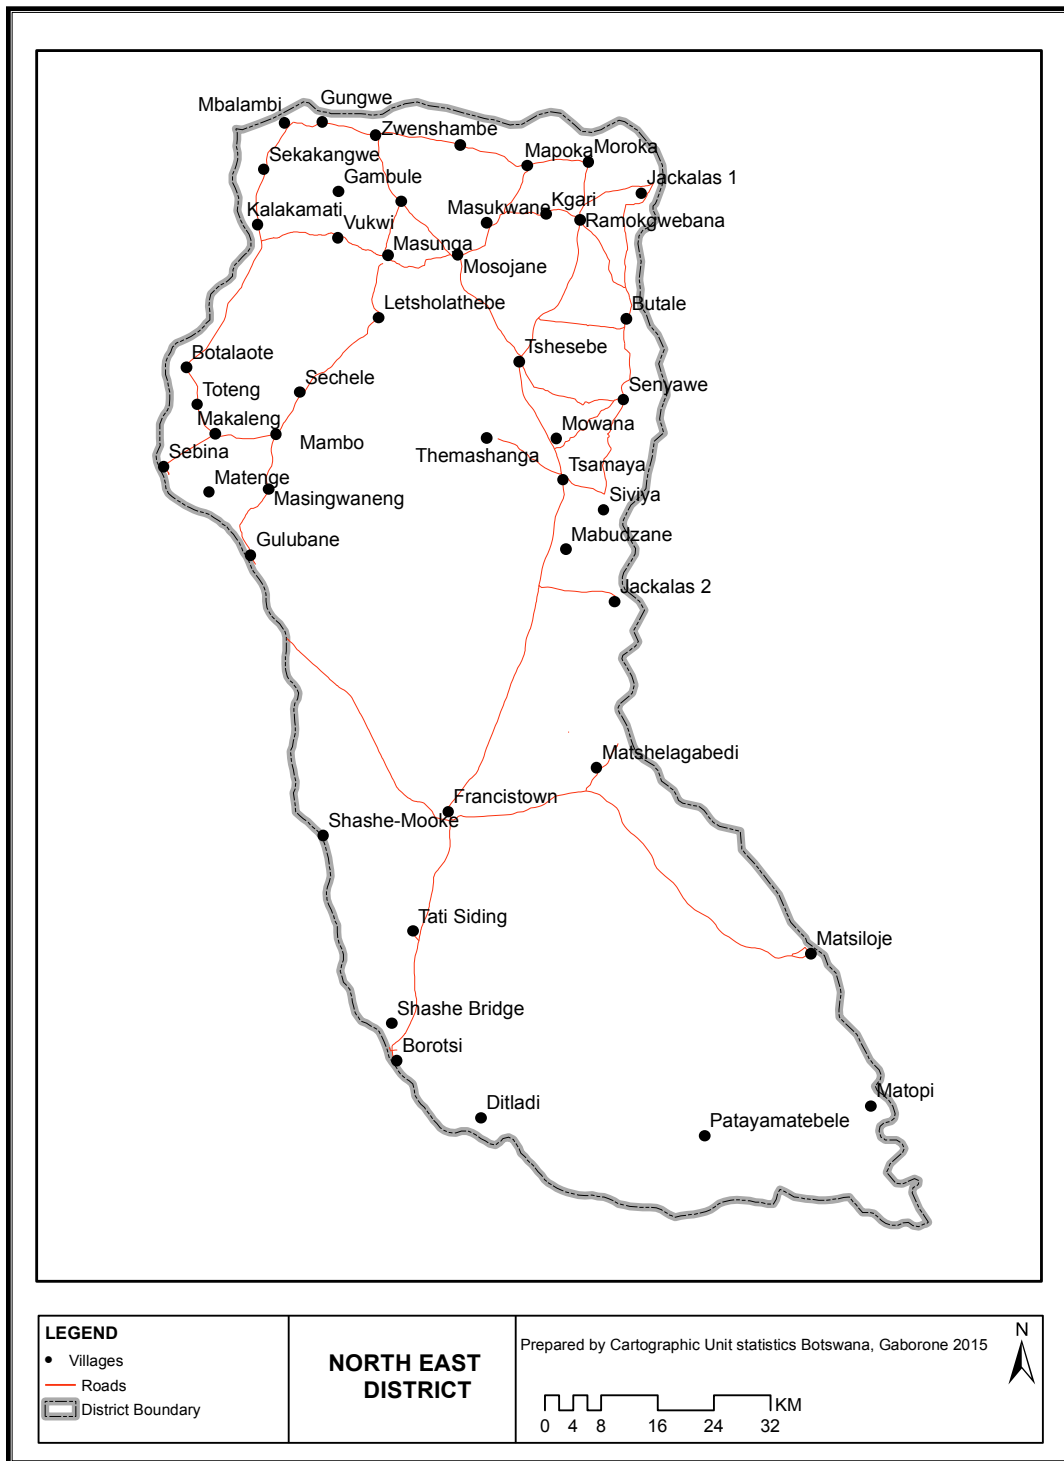 Gungwe
Mbalambi
Zwenshambe
Mapoka
Moroka
Sekakangwe
Gambule
Jackalas 1
Kgari
Masukwane
Kalakamati
Vukwi
Ramokgwebana
Masunga
Mosojane
Letsholathebe
Butale
Tshesebe
Botalaote
Sechele
Senyawe
Toteng
Makaleng
Mowana
Mambo
Themashanga
Sebina
Matenge
Tsamaya
Masingwaneng
Siviya
Gulubane
Mabudzane
Jackalas 2
Matshelagabedi
Francistown
Shashe-Mooke
Tati Siding
Matsiloje
Shashe Bridge
Borotsi
Ditladi
Matopi
Patayamatebele
LEGEND
Villages
Roads
District Boundary
NORTH EAST
DISTRICT
Prepared by Cartographic Unit statistics Botswana, Gaborone 2015
N
KM
0 4 8 16 24 32